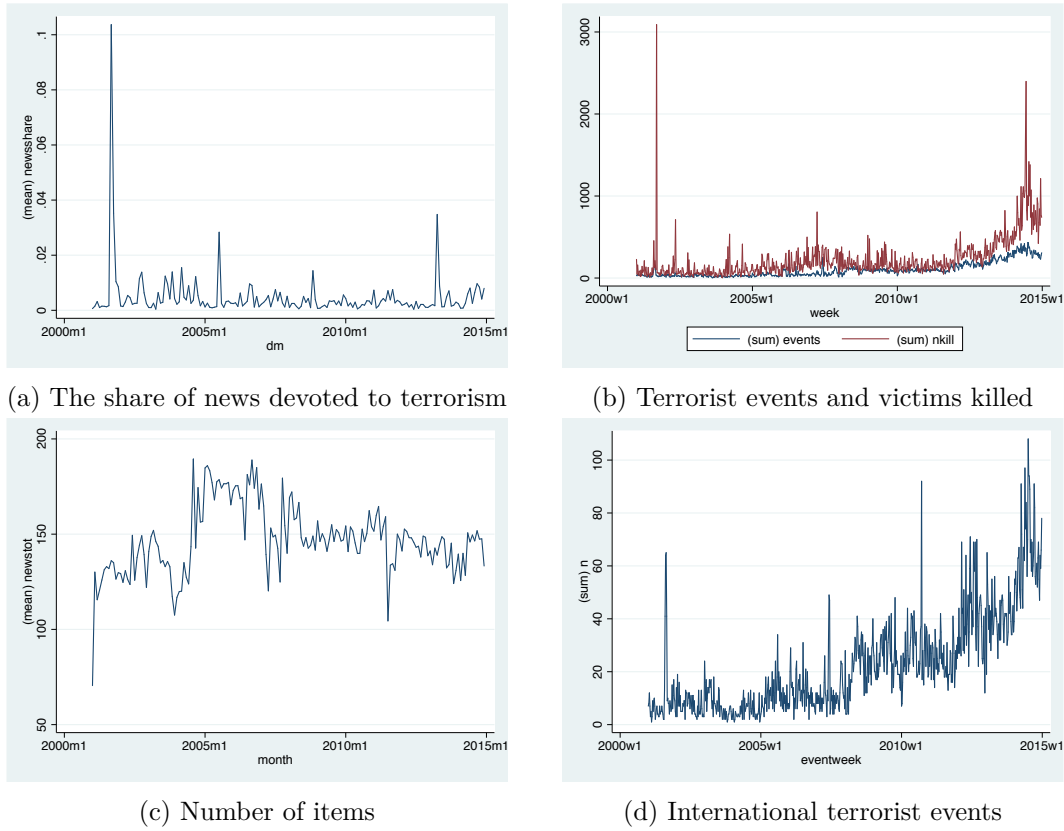 (mean) newsshare
.1
.08
.06
.04
.02
0
2000m1 2005m1 2010m1 2015m1
dm
(a) The share of news devoted to terrorism
3000
2000
1000
0
2000w1 2005w1 2010w1 2015w1
week
(sum) events (sum) nkill
(b) Terrorist events and victims killed
(mean) newstot
200
150
100
50
2000m1 2005m1 2010m1 2015m1
month
(c) Number of items
(sum) n
100
80
60
40
20
0
2000w1 2005w1 2010w1 2015w1
eventweek
(d) International terrorist events